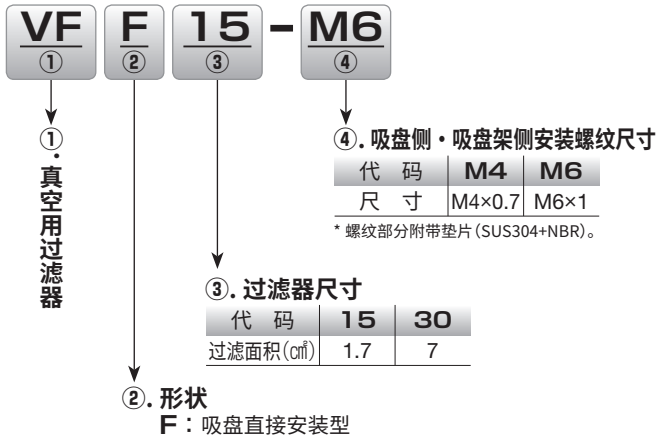 VF F 15 - M6
① ② ③ ④
①.真空用过滤器
④. 吸盘侧・吸盘架侧安装螺纹尺寸
代 码 M4 M6
尺 寸 M4×0.7 M6×1
* 螺纹部分附带垫片(SUS304+NBR)。
③. 过滤器尺寸
代 码 15 30
过滤面积(㎠) 1.7 7
②. 形状
F：吸盘直接安装型